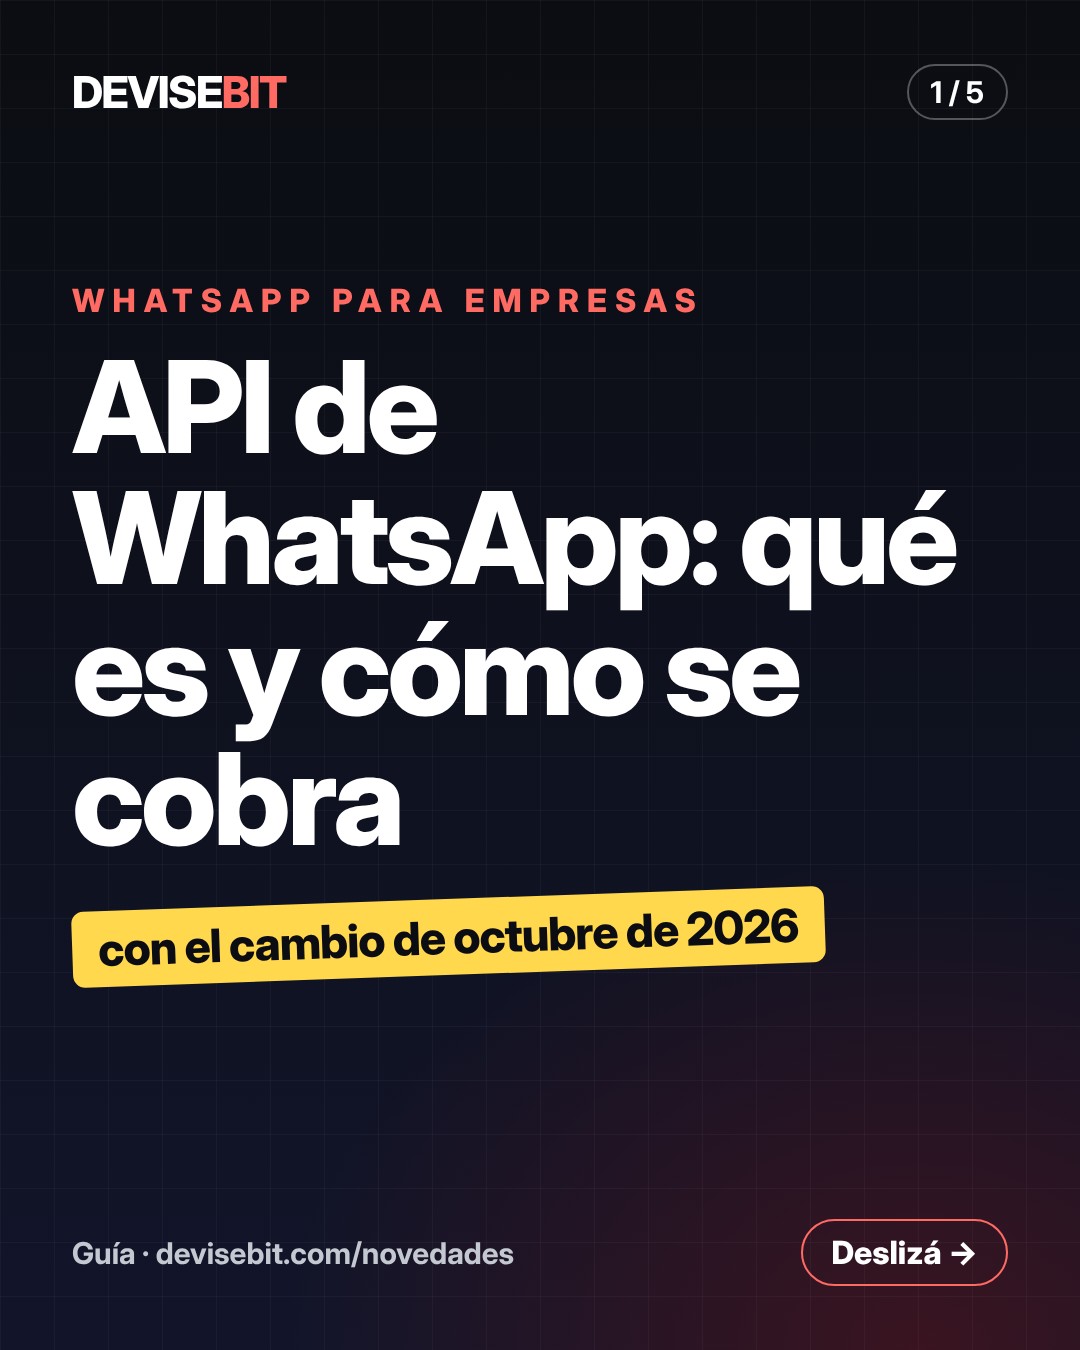 DEVISEBIT
1/5
WHATSAPP PARA EMPRESAS
API de
WhatsApp: qué
es y cómo se
cobra
con el cambio de octubre de 2026
Guía · devisebit.com/novedades
Deslizá →